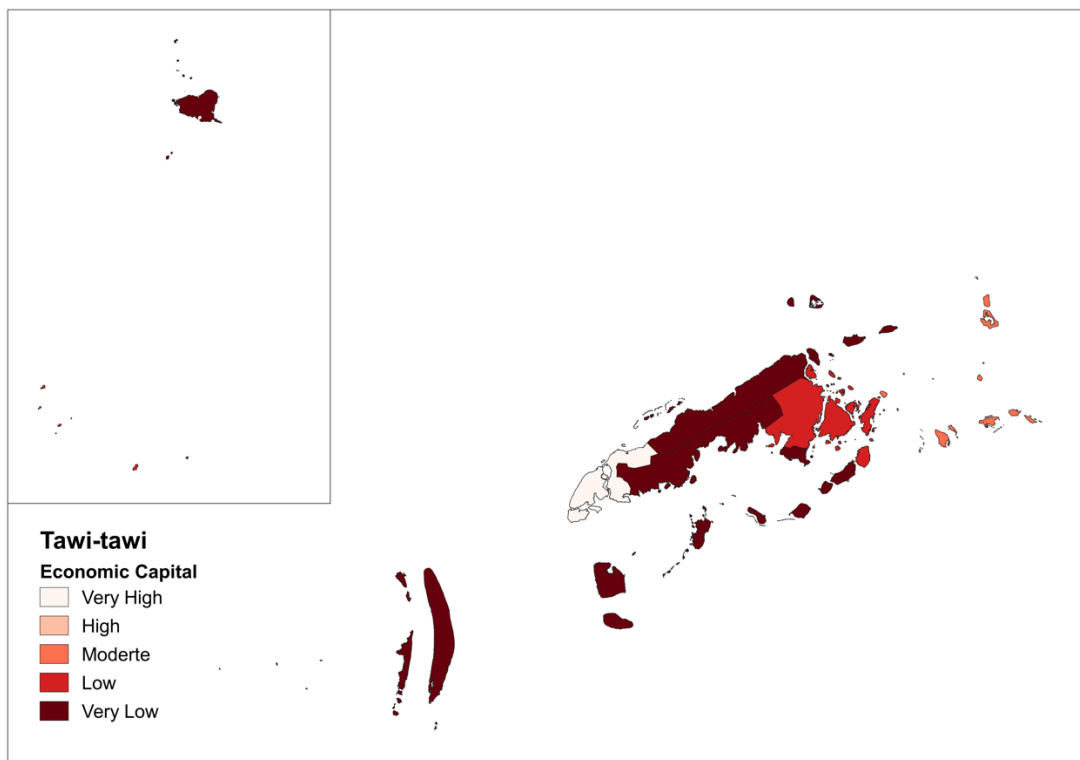 Tawi-tawi
Economic Capital
Very High
High
Moderte
Low
Very Low